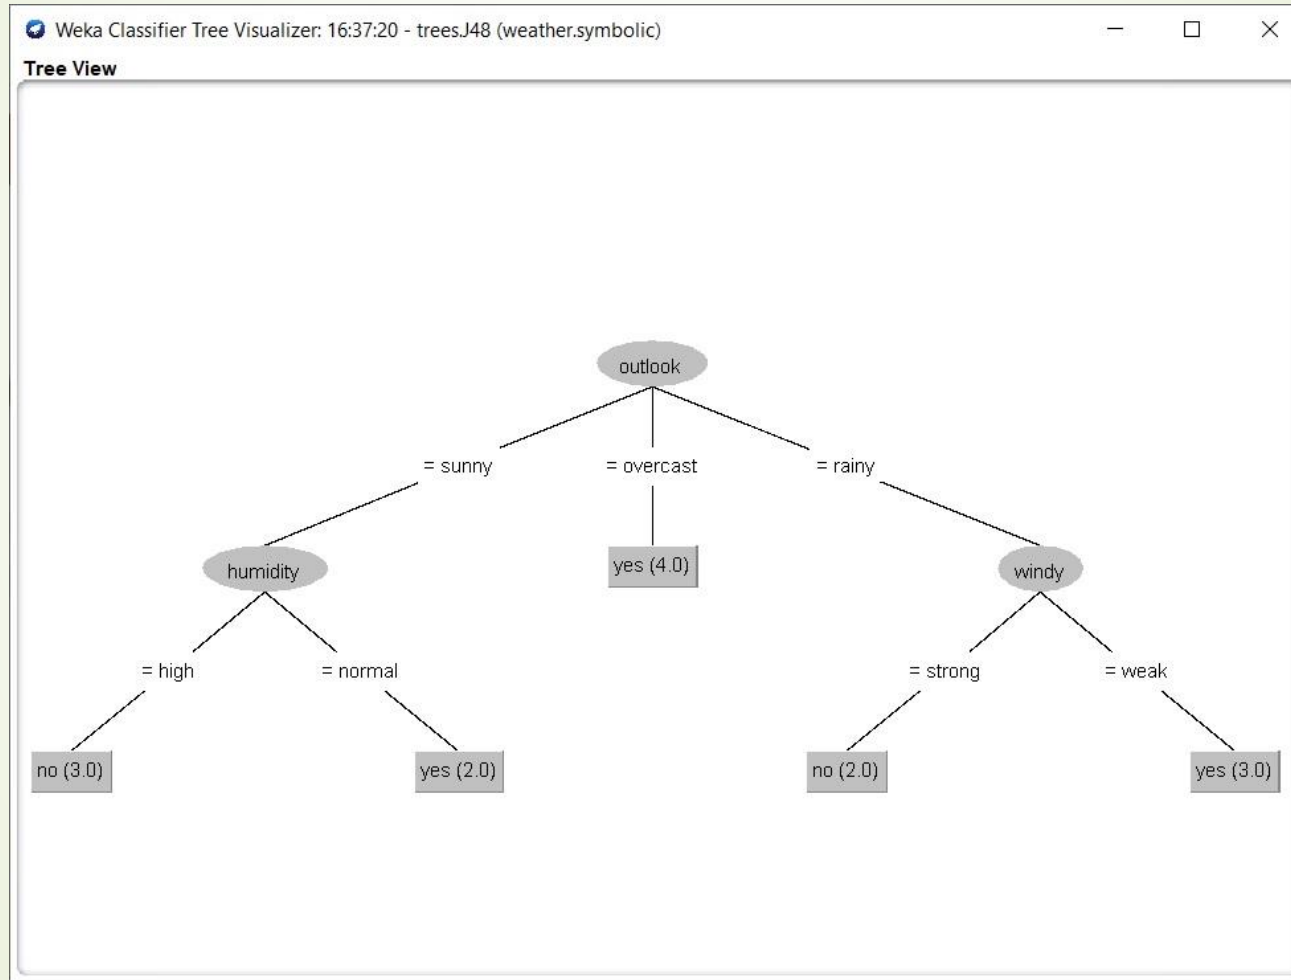 Weka Classifier Tree Visualizer: 16:37:20 - trees.J48 (weather.symbolic)
Tree View
outlook
= sunny
= overcast
= rainy
humidity
yes (4.0)
windy
= high
= normal
= strong
= weak
no (3.0)
yes (2.0)
no (2.0)
yes (3.0)